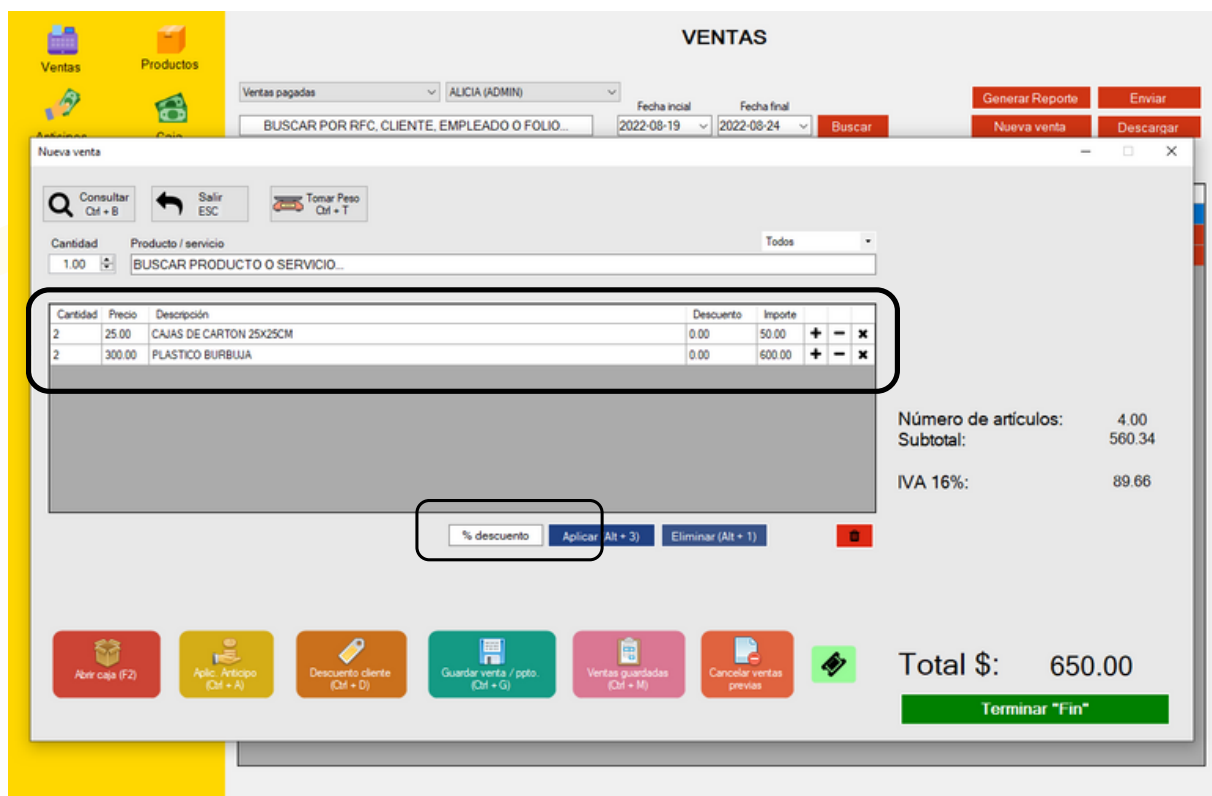 VENTAS
Ventas
Productos
Ventas pagadas
ALICIA (ADMIN)
Fecha incial
Fecha final
Generar Reporte
Enviar
BUSCAR POR RFC, CLIENTE, EMPLEADO O FOLIO...
2022-08-19
2022-08-24
Buscar
Nueva venta
Descargar
Anticipos
Caja
Nueva venta
Consultar
Ctrl + B
Salir
ESC
Tomar Peso
Ctrl + T
Cantidad
Producto / servicio
Todos
1.00
BUSCAR PRODUCTO O SERVICIO...
Cantidad Precio Descripción Descuento Importe
2 25.00 CAJAS DE CARTON 25X25CM 0.00 50.00
2 300.00 PLASTICO BURBUJA 0.00 600.00
Número de artículos: 4.00
Subtotal: 560.34
IVA 16%: 89.66
% descuento
Aplicar (Alt + 3)
Eliminar (Alt + 1)
Abrir caja (F2)
Aplic. Anticipo
(Ctrl + A)
Descuento cliente
(Ctrl + D)
Guardar venta / ppto.
(Ctrl + G)
Ventas guardadas
(Ctrl + M)
Cancelar ventas
previas
Total $: 650.00
Terminar "Fin"